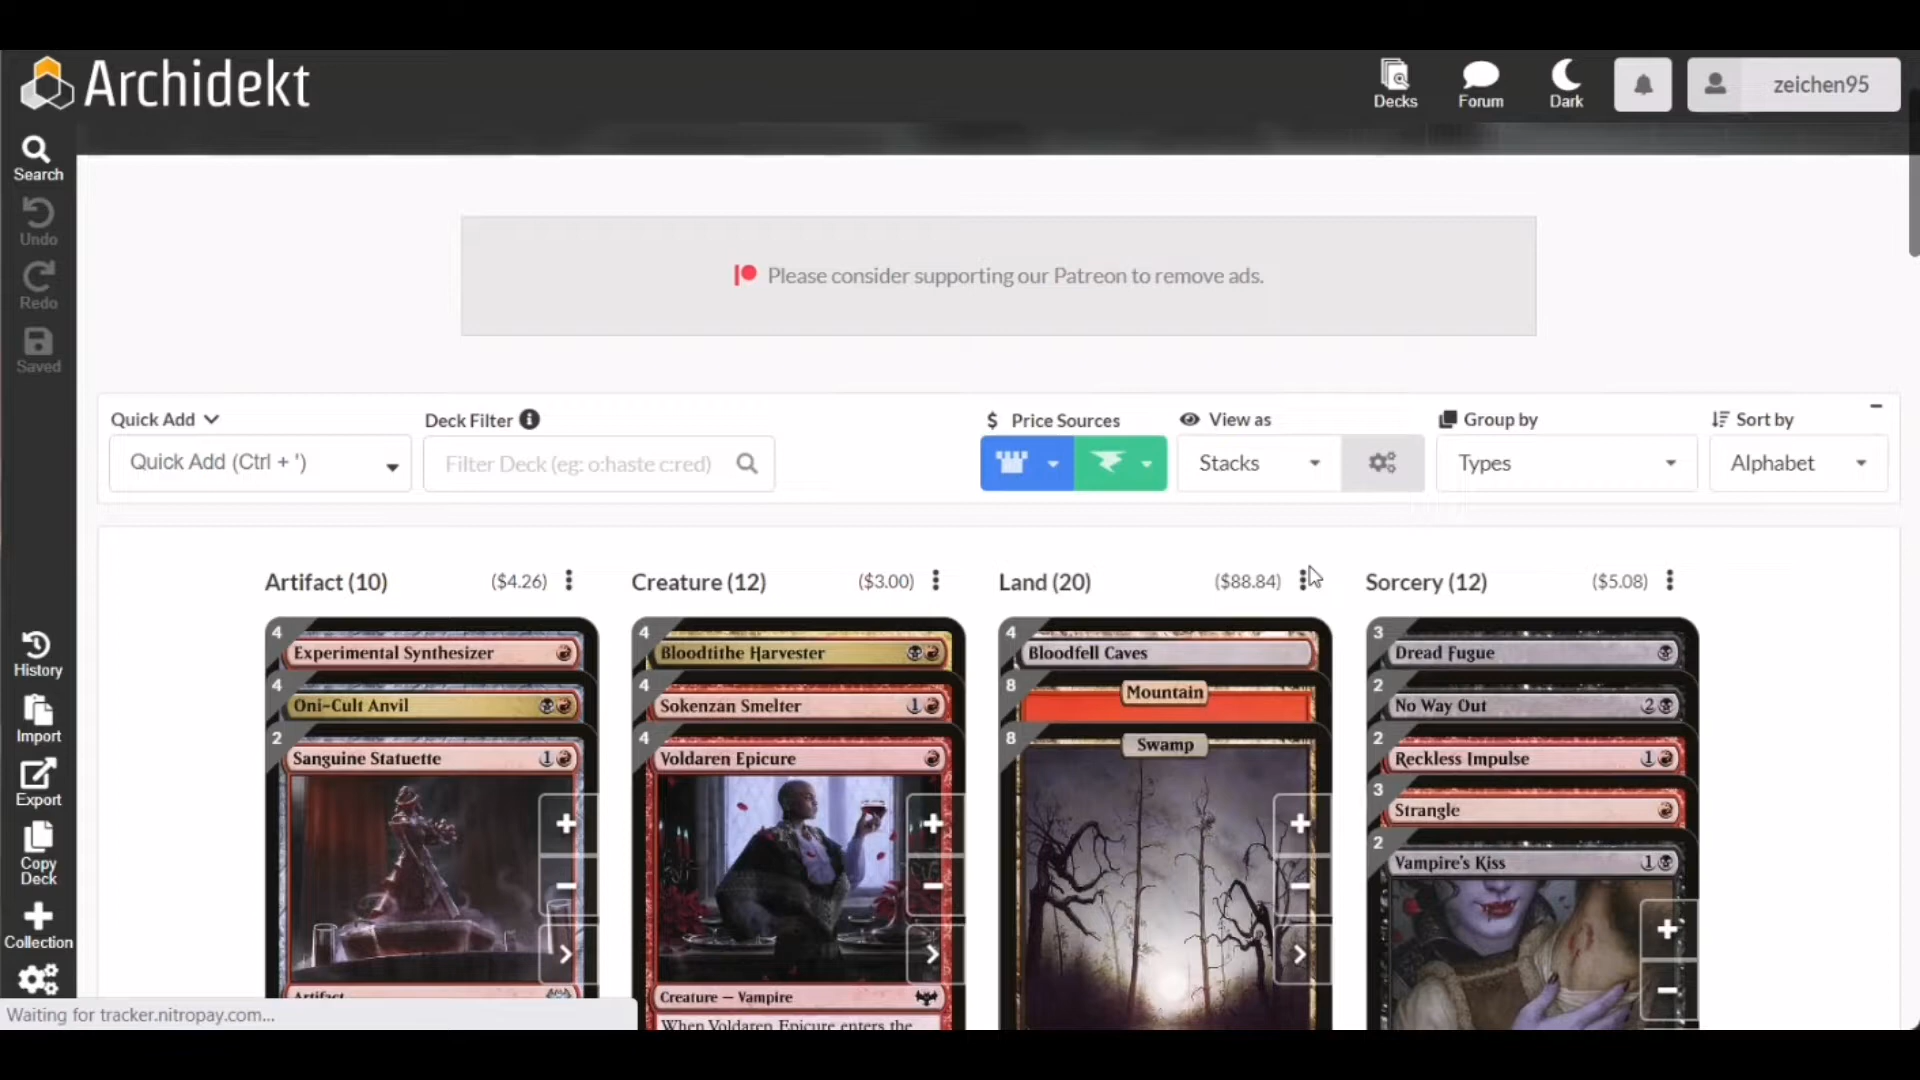 Archidekt
Decks
Forum
Dark
zeichen95
Search
Undo
Redo
Saved
History
Import
Export
Copy
Deck
Collection
Please consider supporting our Patreon to remove ads.
Quick Add
Quick Add (Ctrl + ')
Deck Filter
Filter Deck (eg: o:haste c:red)
$ Price Sources
View as
Stacks
Group by
Types
Sort by
Alphabet
Artifact (10) ($4.26)
4
Experimental Synthesizer
4
Oni-Cult Anvil
2
Sanguine Statuette 1
Artifact
Creature (12) ($3.00)
4
Bloodtithe Harvester
4
Sokenzan Smelter 1
4
Voldaren Epicure
Creature — Vampire
When Voldaren Epicure enters the
Land (20) ($88.84)
4
Bloodfell Caves
8
Mountain
8
Swamp
Sorcery (12) ($5.08)
3
Dread Fugue
2
No Way Out 2
2
Reckless Impulse 1
3
Strangle
2
Vampire's Kiss 1
Waiting for tracker.nitropay.com...